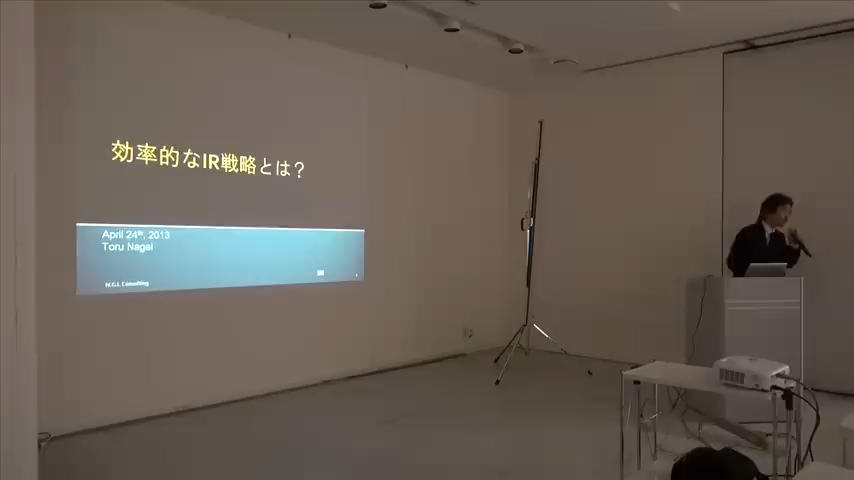 効率的なIR戦略とは？
April 24th, 2013
Toru Nagai
N.G.I. Consulting